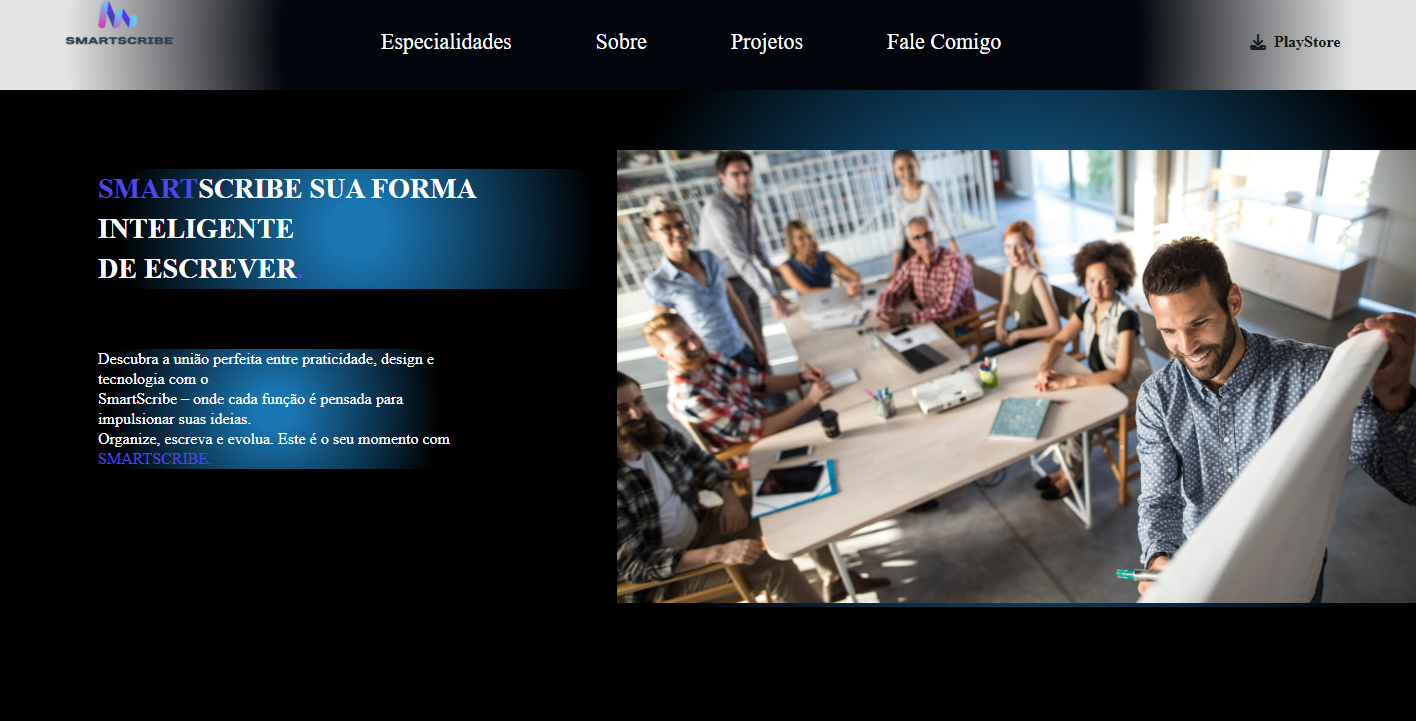 SMARTSCRIBE
Especialidades
Sobre
Projetos
Fale Comigo
PlayStore
SMARTSCRIBE SUA FORMA
INTELIGENTE
DE ESCREVER.
Descubra a união perfeita entre praticidade, design e
tecnologia com o
SmartScribe – onde cada função é pensada para
impulsionar suas ideias.
Organize, escreva e evolua. Este é o seu momento com
SMARTSCRIBE.